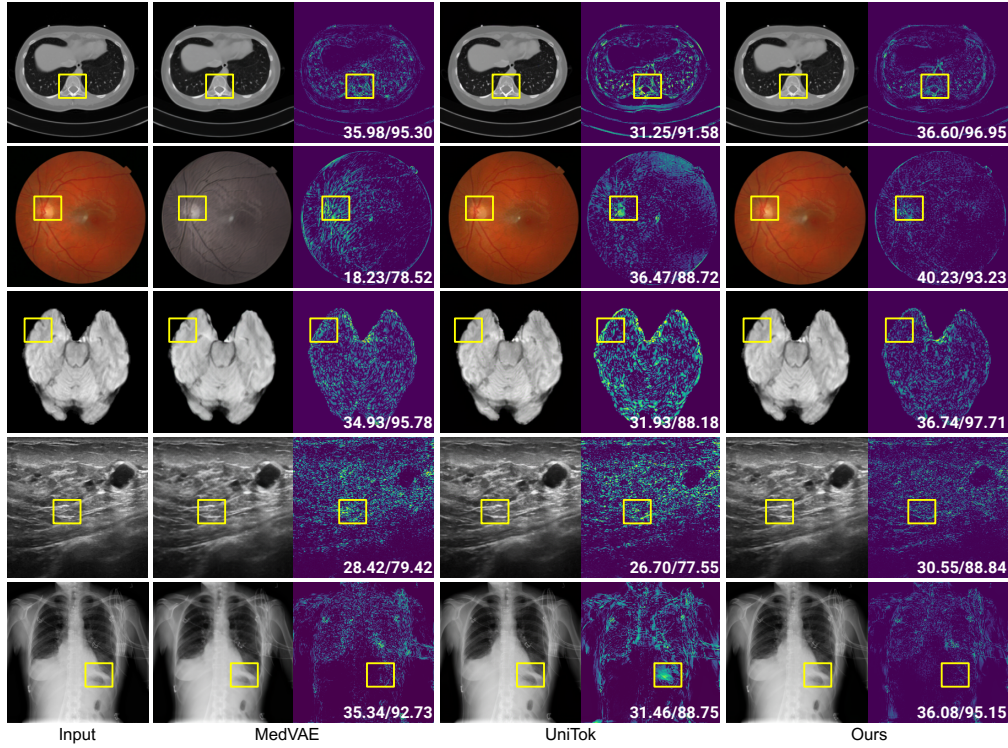 35.98/95.30 31.25/91.58 36.60/96.95
18.23/78.52 36.47/88.72 40.23/93.23
34.93/95.78 31.93/88.18 36.74/97.71
28.42/79.42 26.70/77.55 30.55/88.84
35.34/92.73 31.46/88.75 36.08/95.15
Input MedVAE UniTok Ours